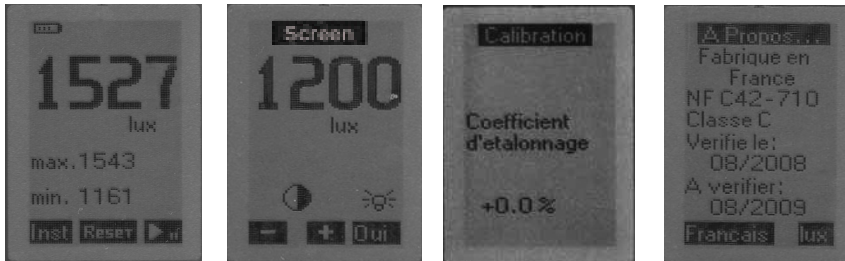 1527
lux
max.1543
min. 1161
Inst Reset
Screen
1200
lux
- + Oui
Calibration
Coefficient
d'etalonnage
+0.0 %
A Propos...
Fabrique en
France
NF C42-710
Classe C
Verifie le:
08/2008
A verifier:
08/2009
Francais lux